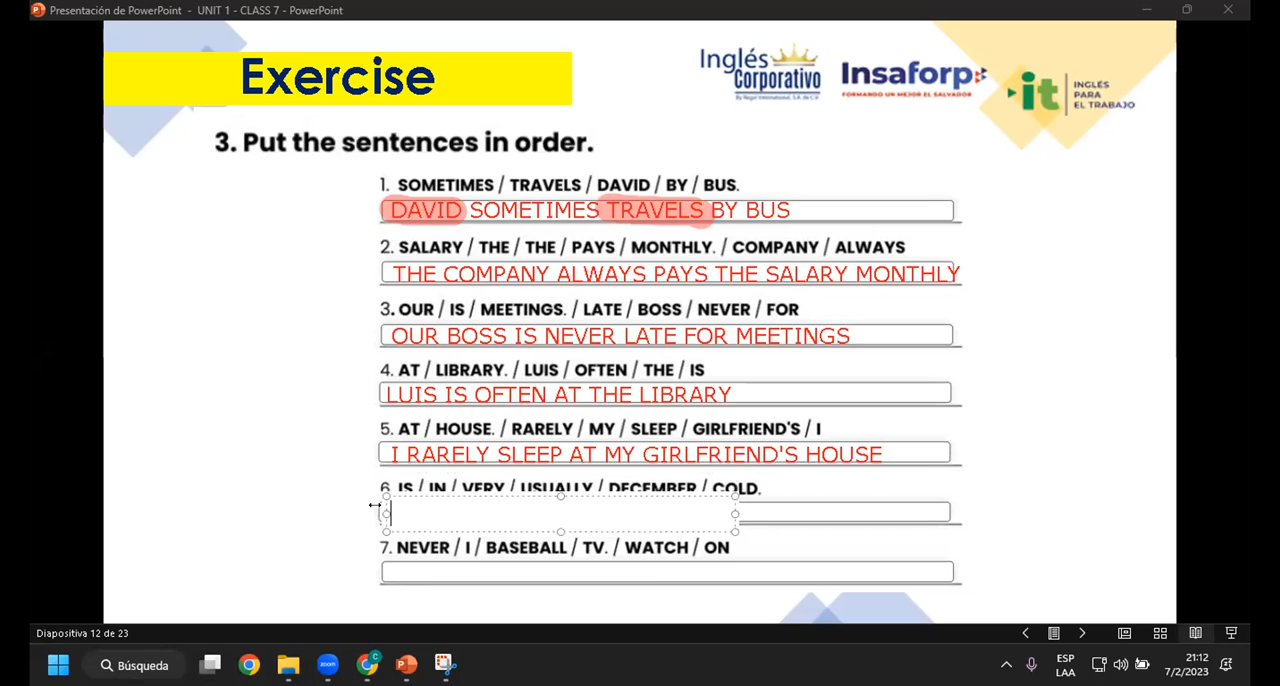 Presentación de PowerPoint - UNIT 1 - CLASS 7 - PowerPoint
Exercise
Inglés Corporativo
By Regal International, S.A. de C.V.
Insaforp
FORMANDO UN MEJOR EL SALVADOR
it
INGLÉS
PARA
EL TRABAJO
3. Put the sentences in order.
1. SOMETIMES / TRAVELS / DAVID / BY / BUS.
DAVID SOMETIMES TRAVELS BY BUS
2. SALARY / THE / THE / PAYS / MONTHLY. / COMPANY / ALWAYS
THE COMPANY ALWAYS PAYS THE SALARY MONTHLY
3. OUR / IS / MEETINGS. / LATE / BOSS / NEVER / FOR
OUR BOSS IS NEVER LATE FOR MEETINGS
4. AT / LIBRARY. / LUIS / OFTEN / THE / IS
LUIS IS OFTEN AT THE LIBRARY
5. AT / HOUSE. / RARELY / MY / SLEEP / GIRLFRIEND'S / I
I RARELY SLEEP AT MY GIRLFRIEND'S HOUSE
6. IS / IN / VERY / USUALLY / DECEMBER / COLD.
7. NEVER / I / BASEBALL / TV. / WATCH / ON
Diapositiva 12 de 23
Búsqueda
ESP
LAA
21:12
7/2/2023